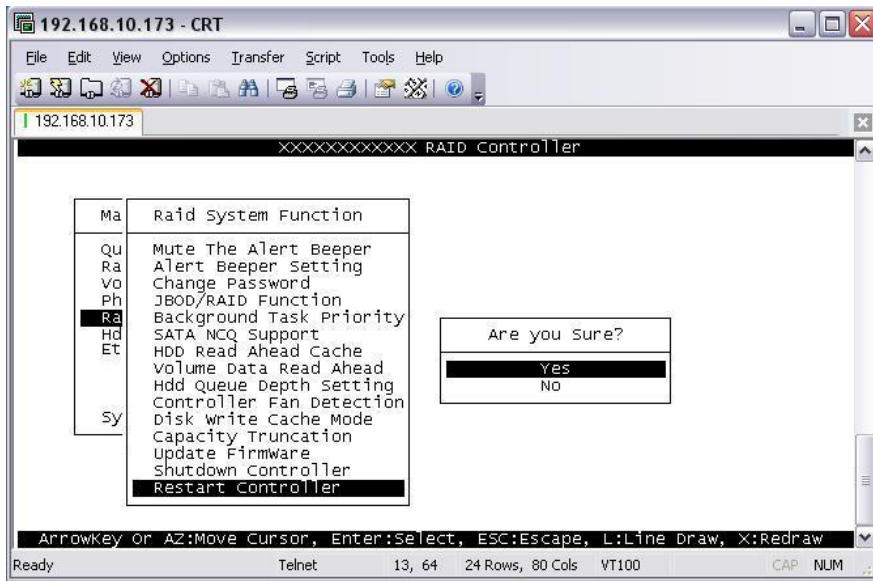 192.168.10.173 - CRT
File Edit View Options Transfer Script Tools Help
192.168.10.173
XXXXXXXXXXXX RAID Controller
Ma
Qu
Ra
Vo
Ph
Ra
Hd
Et
Sy
Raid System Function
Mute The Alert Beeper
Alert Beeper Setting
Change Password
JBOD/RAID Function
Background Task Priority
SATA NCQ Support
HDD Read Ahead Cache
Volume Data Read Ahead
Hdd Queue Depth Setting
Controller Fan Detection
Disk Write Cache Mode
Capacity Truncation
Update FirmWare
Shutdown Controller
Restart Controller
Are you Sure?
Yes
No
ArrowKey Or AZ:Move Cursor, Enter:Select, ESC:Escape, L:Line Draw, X:Redraw
Ready Telnet 13, 64 24 Rows, 80 Cols VT100 CAP NUM